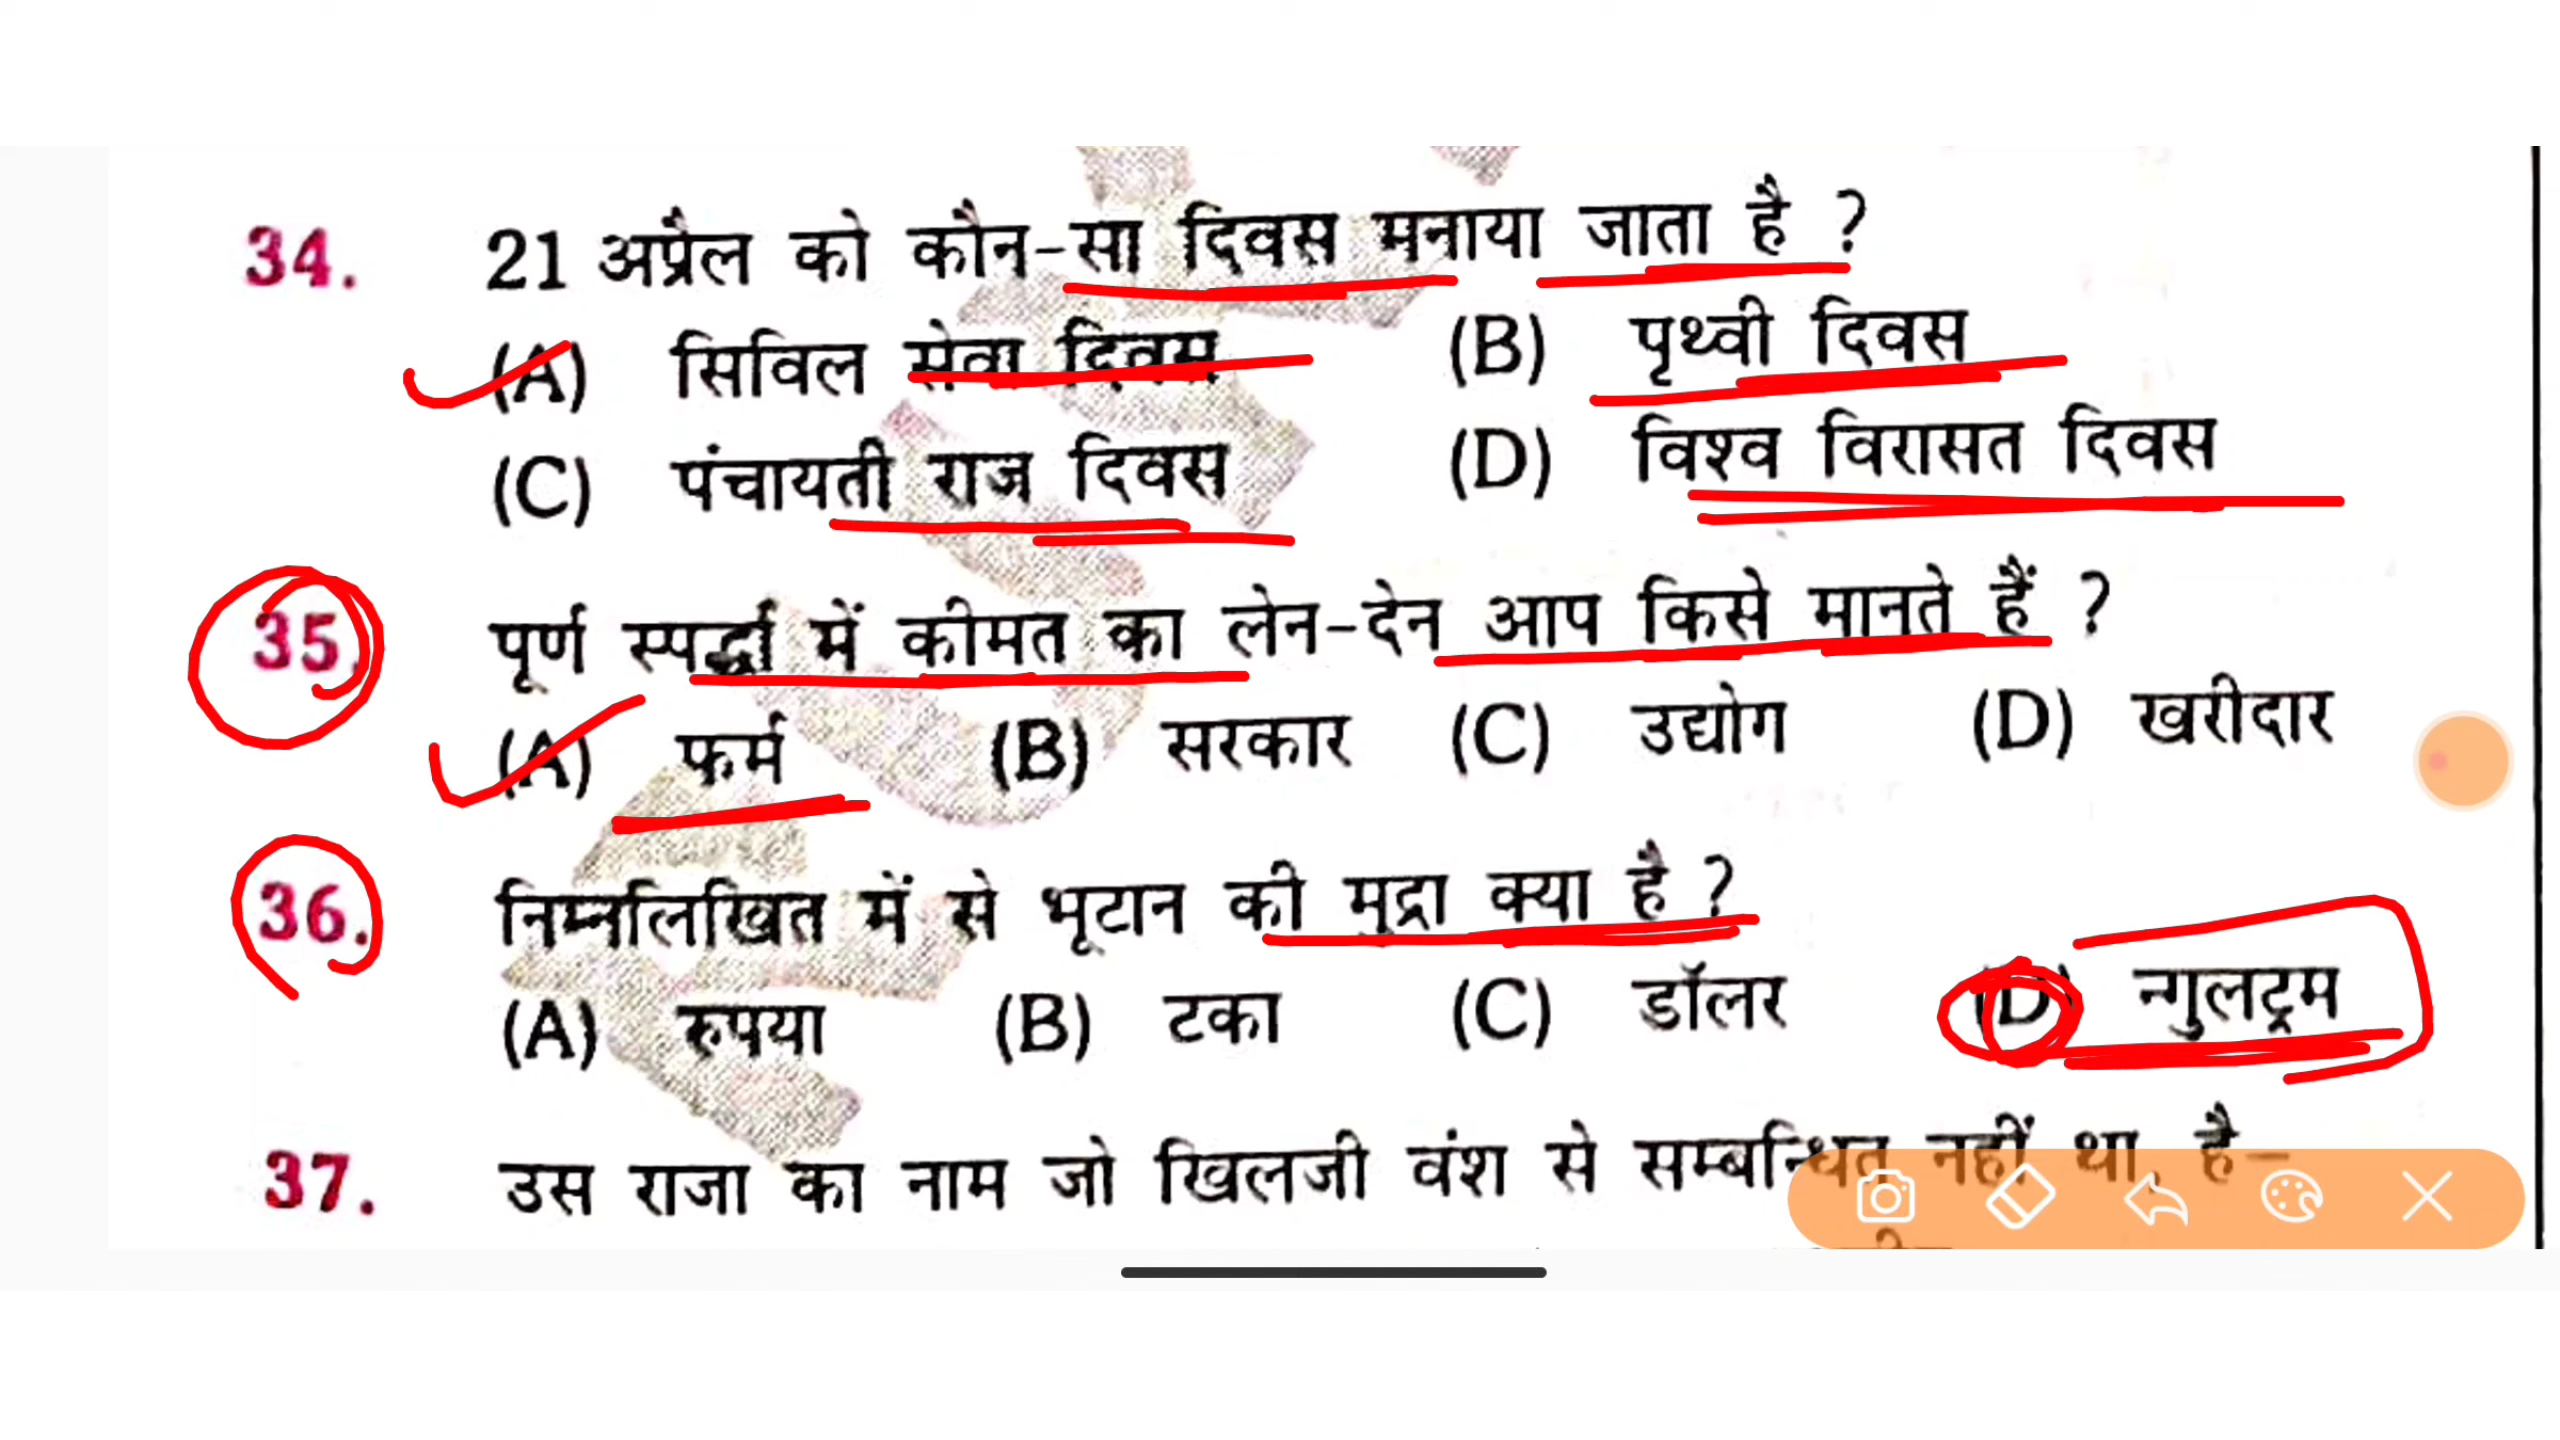 34. 21 अप्रैल को कौन-सा दिवस मनाया जाता है ?
(A) सिविल सेवा दिवस (B) पृथ्वी दिवस
(C) पंचायती राज दिवस (D) विश्व विरासत दिवस
35. पूर्ण स्पर्द्धा में कीमत का लेन-देन आप किसे मानते हैं ?
(A) फर्म (B) सरकार (C) उद्योग (D) खरीदार
36. निम्नलिखित में से भूटान की मुद्रा क्या है ?
(A) रुपया (B) टका (C) डॉलर (D) न्गुलट्रम
37. उस राजा का नाम जो खिलजी वंश से सम्बन्धित नहीं था, है–